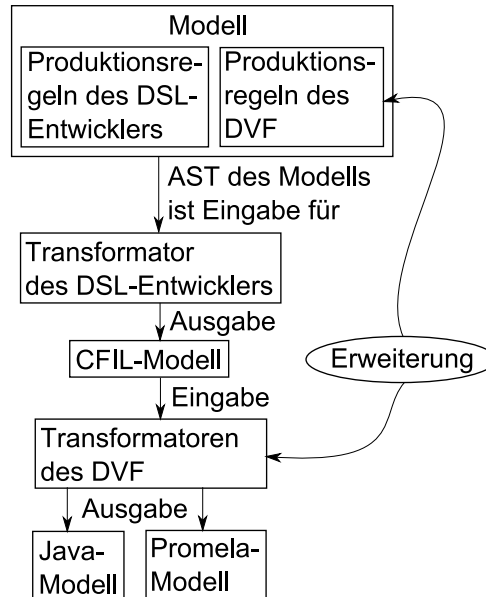 Modell
Produktionsre-
geln des DSL-
Entwicklers
Produktions-
regeln des
DVF
AST des Modells
ist Eingabe für
Transformator
des DSL-Entwicklers
Ausgabe
CFIL-Modell
Erweiterung
Eingabe
Transformatoren
des DVF
Ausgabe
Java-
Modell
Promela-
Modell